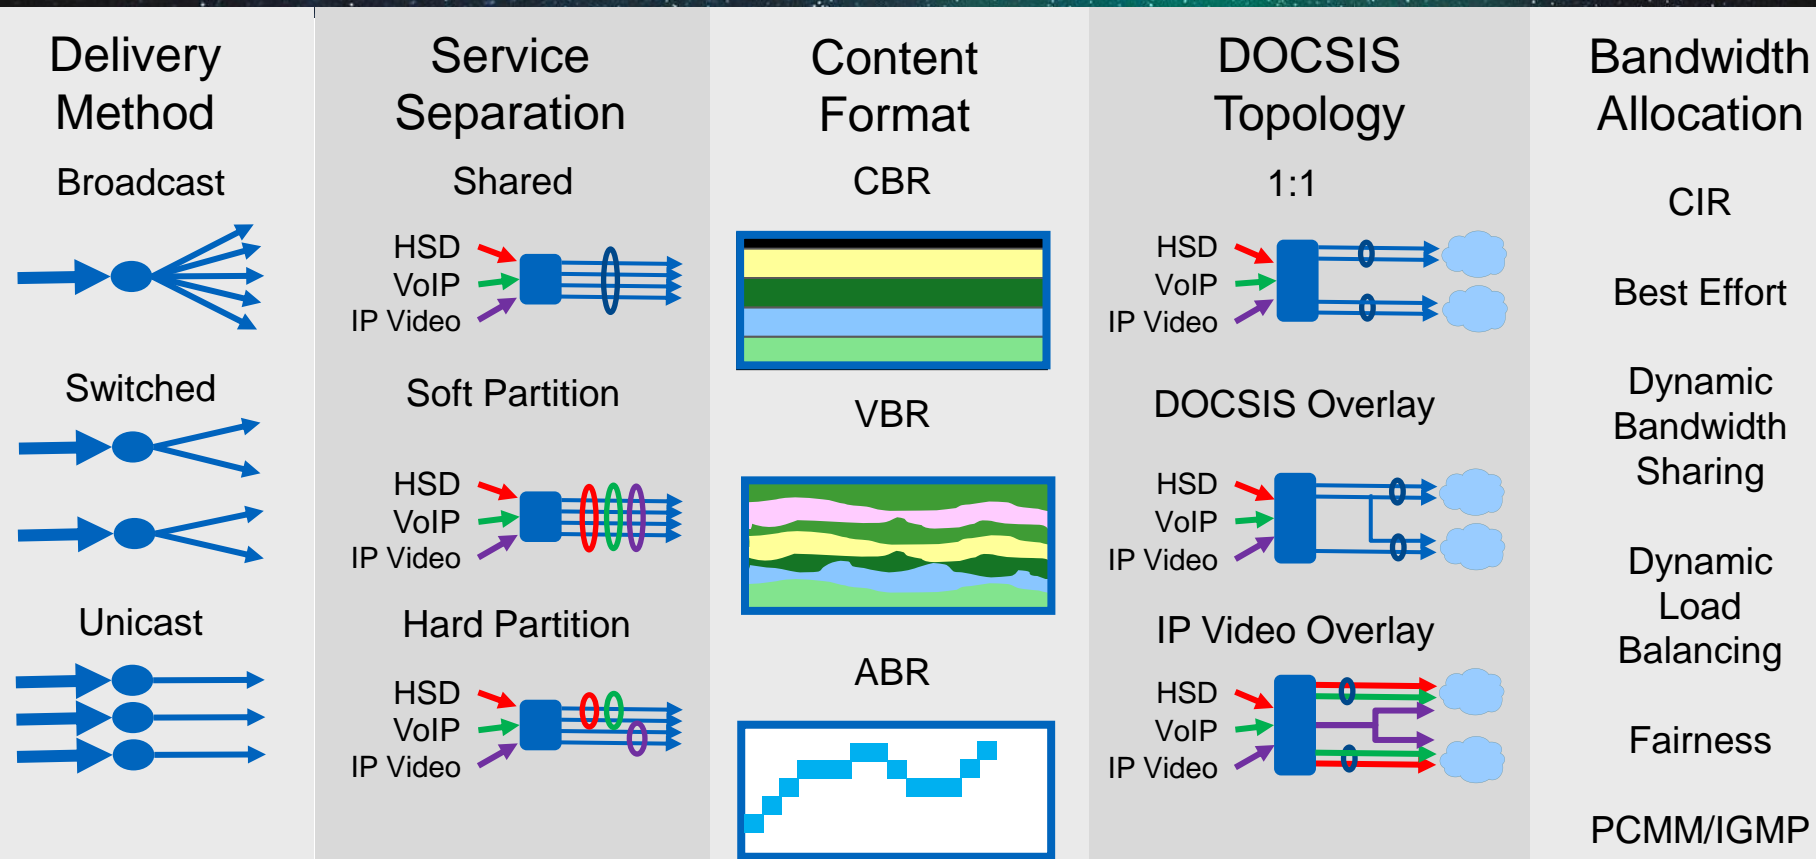 Delivery
Method
Broadcast
Switched
Unicast
Service
Separation
Shared
HSD
VoIP
IP Video
Soft Partition
HSD
VoIP
IP Video
Hard Partition
HSD
VoIP
IP Video
Content
Format
CBR
VBR
ABR
DOCSIS
Topology
1:1
HSD
VoIP
IP Video
DOCSIS Overlay
HSD
VoIP
IP Video
IP Video Overlay
HSD
VoIP
IP Video
Bandwidth
Allocation
CIR
Best Effort
Dynamic
Bandwidth
Sharing
Dynamic
Load
Balancing
Fairness
PCMM/IGMP